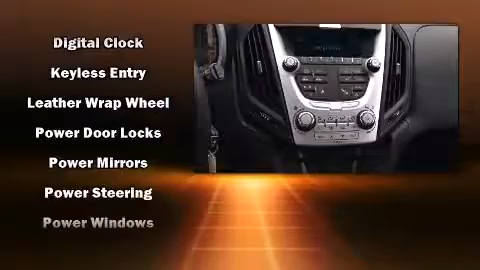 Digital Clock
Keyless Entry
Leather Wrap Wheel
Power Door Locks
Power Mirrors
Power Steering
Power Windows